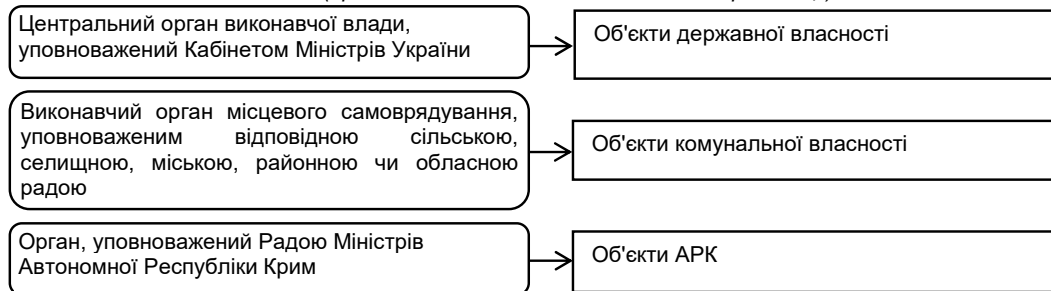 Центральний орган виконавчої влади,
уповноважений Кабінетом Міністрів України
Об'єкти державної власності
Виконавчий орган місцевого самоврядування,
уповноваженим відповідною сільською,
селищною, міською, районною чи обласною
радою
Об'єкти комунальної власності
Орган, уповноважений Радою Міністрів
Автономної Республіки Крим
Об'єкти АРК